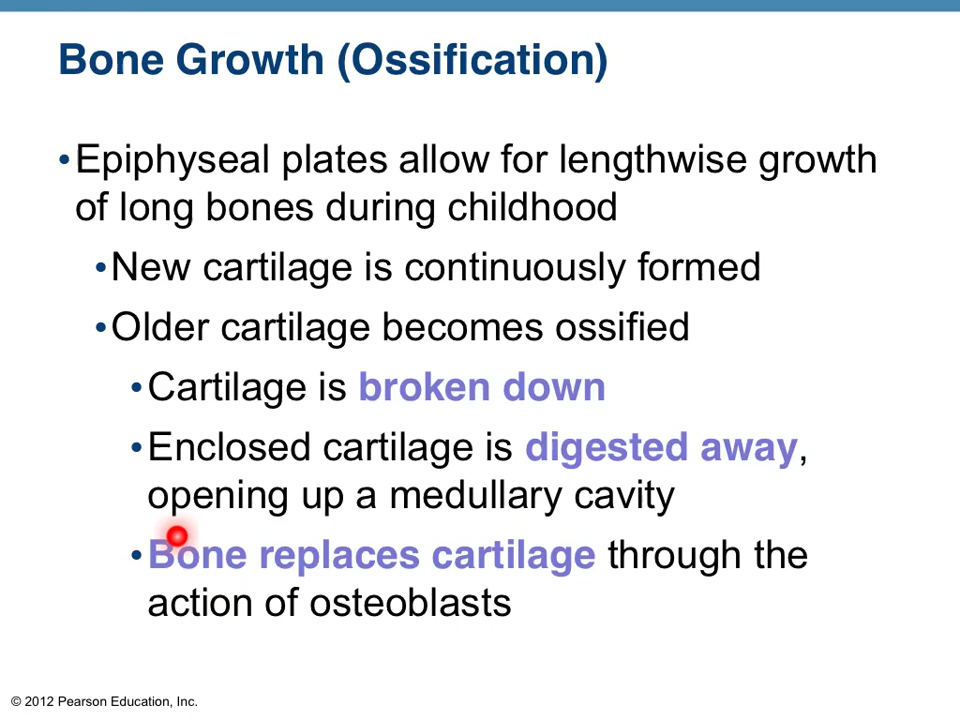 Bone Growth (Ossification)
•Epiphyseal plates allow for lengthwise growth
of long bones during childhood
•New cartilage is continuously formed
•Older cartilage becomes ossified
•Cartilage is broken down
•Enclosed cartilage is digested away,
opening up a medullary cavity
•Bone replaces cartilage through the
action of osteoblasts
© 2012 Pearson Education, Inc.